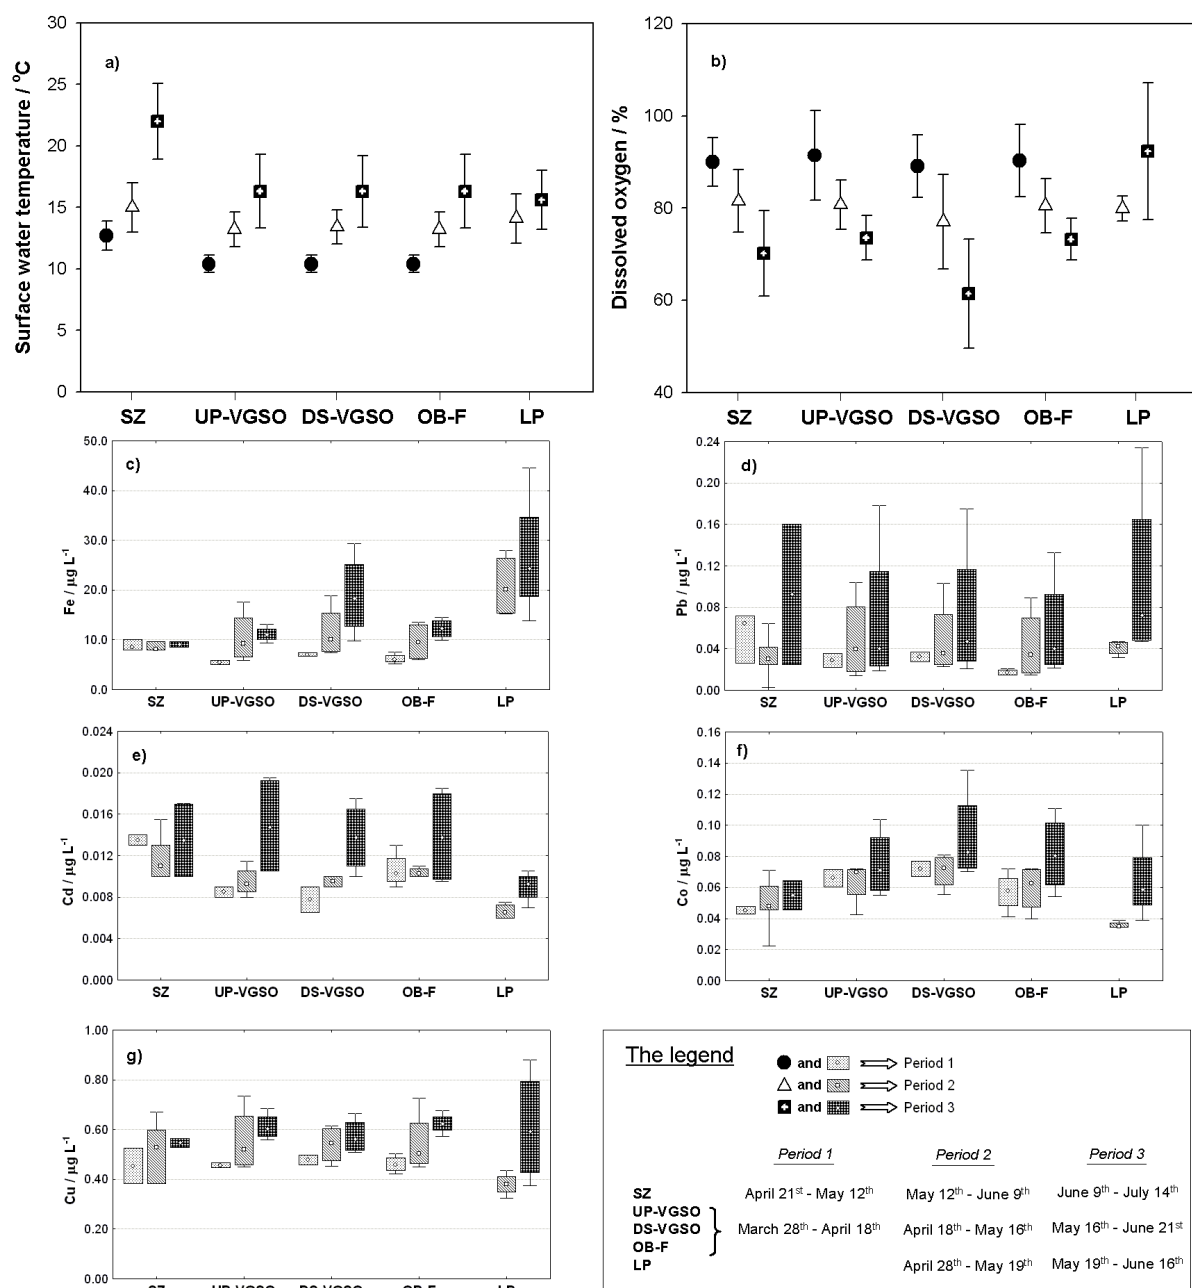 a)
Surface water temperature / °C
30
25
20
15
10
5
0
SZ UP-VGSO DS-VGSO OB-F LP
b)
Dissolved oxygen / %
120
100
80
60
40
SZ UP-VGSO DS-VGSO OB-F LP
c)
Fe / µg L⁻¹
50.0
40.0
30.0
20.0
10.0
0.0
SZ UP-VGSO DS-VGSO OB-F LP
d)
Pb / µg L⁻¹
0.24
0.20
0.16
0.12
0.08
0.04
0.00
SZ UP-VGSO DS-VGSO OB-F LP
e)
Cd / µg L⁻¹
0.024
0.020
0.016
0.012
0.008
0.004
0.000
SZ UP-VGSO DS-VGSO OB-F LP
f)
Co / µg L⁻¹
0.16
0.14
0.12
0.10
0.08
0.06
0.04
0.02
0.00
SZ UP-VGSO DS-VGSO OB-F LP
g)
Cu / µg L⁻¹
1.00
0.80
0.60
0.40
0.20
0.00
SZ UP-VGSO DS-VGSO OB-F LP
The legend
and Period 1
and Period 2
and Period 3
Period 1 Period 2 Period 3
SZ April 21st - May 12th May 12th - June 9th June 9th - July 14th
UP-VGSO
DS-VGSO March 28th - April 18th April 18th - May 16th May 16th - June 21st
OB-F
LP April 28th - May 19th May 19th - June 16th